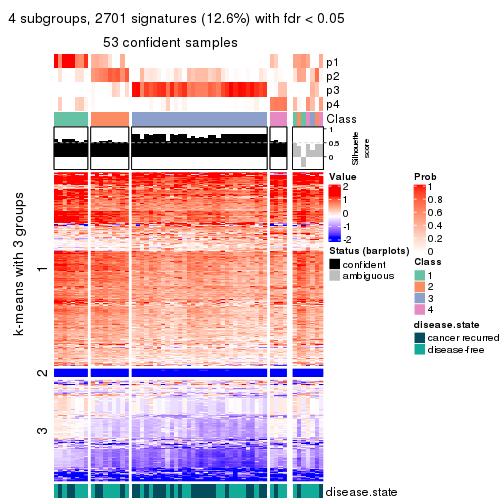 4 subgroups, 2701 signatures (12.6%) with fdr < 0.05
53 confident samples
p1
p2
p3
p4
Class
1
0.5
0
Silhouette
score
k-means with 3 groups
1
2
3
disease.state
Value
2
1
0
-1
-2
Status (barplots)
confident
ambiguous
Prob
1
0.8
0.6
0.4
0.2
0
Class
1
2
3
4
disease.state
cancer recurred
disease-free